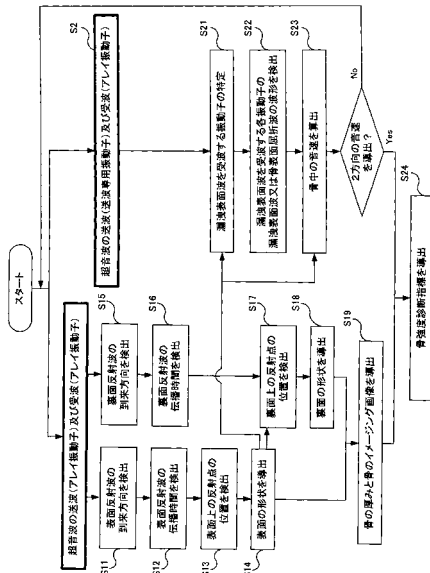 スタート
超音波の送波(アレイ振動子)及び受波(アレイ振動子)
S2
超音波の送波(送波専用振動子)及び受波(アレイ振動子)
S11
表面反射波の
到来方向を検出
S12
表面反射波の
伝播時間を検出
S13
表面上の反射点の
位置を検出
S14
表面の形状を導出
S15
裏面反射波の
到来方向を検出
S16
裏面反射波の
伝播時間を検出
S17
裏面上の反射点の
位置を検出
S18
裏面の形状を導出
S19
骨の厚みと骨のイメージング画像を導出
S21
漏洩表面波を受波する振動子の特定
S22
漏洩表面波を受波する各振動子の
漏洩表面波又は骨表面屈折波の波形を検出
S23
骨中の音速を算出
2方向の音速
を導出?
No
Yes
S24
骨強度診断指標を導出